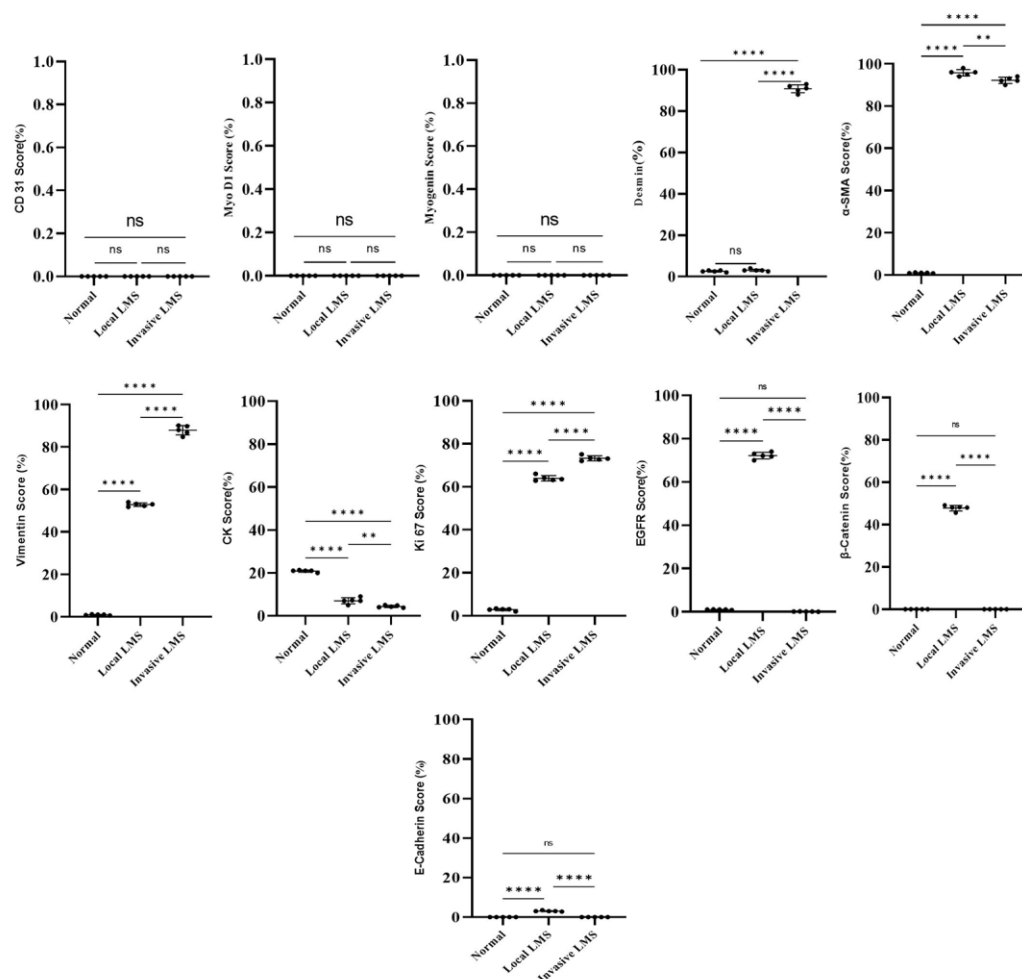 CD 31 Score(%)
1.0
0.8
0.6
0.4
0.2
0.0
ns
ns
ns
Normal
Local LMS
Invasive LMS
Myo D1 Score (%)
1.0
0.8
0.6
0.4
0.2
0.0
ns
ns
ns
Normal
Local LMS
Invasive LMS
Myogenin Score (%)
1.0
0.8
0.6
0.4
0.2
0.0
ns
ns
ns
Normal
Local LMS
Invasive LMS
Desmin(%)
100
80
60
40
20
0
****
****
ns
Normal
Local LMS
Invasive LMS
α-SMA Score(%)
100
80
60
40
20
0
****
**
****
Normal
Local LMS
Invasive LMS
Vimentin Score (%)
100
80
60
40
20
0
****
****
****
Normal
Local LMS
Invasive LMS
CK Score(%)
100
80
60
40
20
0
****
**
****
Normal
Local LMS
Invasive LMS
Ki 67 Score (%)
100
80
60
40
20
0
****
****
****
Normal
Local LMS
Invasive LMS
EGFR Score(%)
100
80
60
40
20
0
ns
****
****
Normal
Local LMS
Invasive LMS
β-Catenin Score(%)
100
80
60
40
20
0
ns
****
****
Normal
Local LMS
Invasive LMS
E-Cadherin Score (%)
100
80
60
40
20
0
ns
****
****
Normal
Local LMS
Invasive LMS